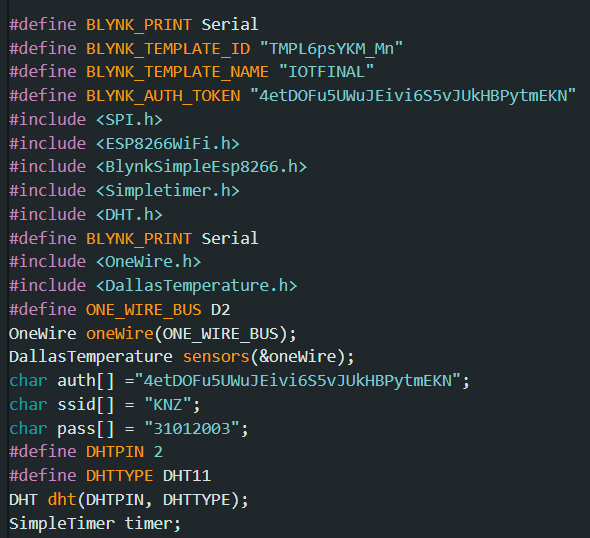 #define BLYNK_PRINT Serial
#define BLYNK_TEMPLATE_ID "TMPL6psYKM_Mn"
#define BLYNK_TEMPLATE_NAME "IOTFINAL"
#define BLYNK_AUTH_TOKEN "4etDOFu5UWuJEivi6S5vJUkHBPytmEKN"
#include <SPI.h>
#include <ESP8266WiFi.h>
#include <BlynkSimpleEsp8266.h>
#include <Simpletimer.h>
#include <DHT.h>
#define BLYNK_PRINT Serial
#include <OneWire.h>
#include <DallasTemperature.h>
#define ONE_WIRE_BUS D2
OneWire oneWire(ONE_WIRE_BUS);
DallasTemperature sensors(&oneWire);
char auth[] ="4etDOFu5UWuJEivi6S5vJUkHBPytmEKN";
char ssid[] = "KNZ";
char pass[] = "31012003";
#define DHTPIN 2
#define DHTTYPE DHT11
DHT dht(DHTPIN, DHTTYPE);
SimpleTimer timer;